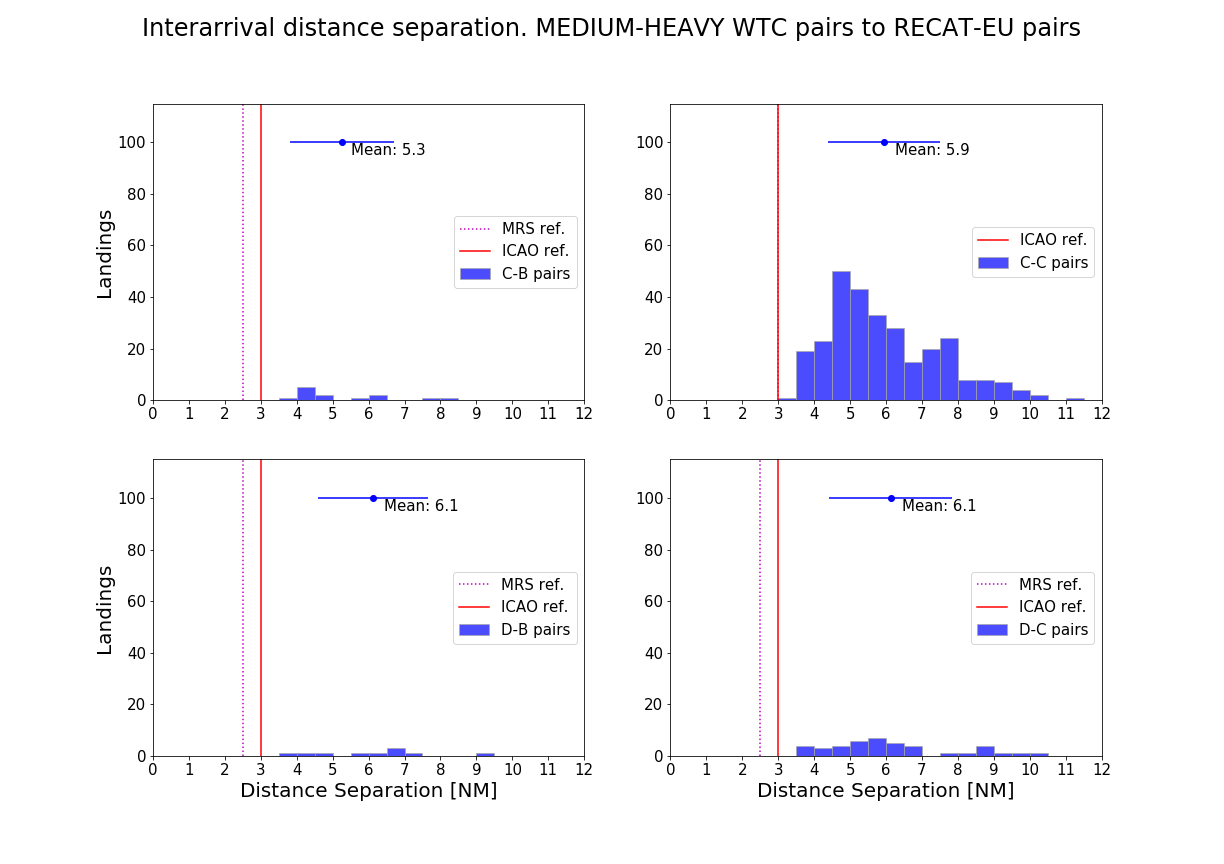 Interarrival distance separation. MEDIUM-HEAVY WTC pairs to RECAT-EU pairs
100
80
60
40
20
0
Landings
Mean: 5.3
MRS ref.
ICAO ref.
C-B pairs
0 1 2 3 4 5 6 7 8 9 10 11 12
100
80
60
40
20
0
Mean: 5.9
ICAO ref.
C-C pairs
0 1 2 3 4 5 6 7 8 9 10 11 12
100
80
60
40
20
0
Landings
Mean: 6.1
MRS ref.
ICAO ref.
D-B pairs
0 1 2 3 4 5 6 7 8 9 10 11 12
Distance Separation [NM]
100
80
60
40
20
0
Mean: 6.1
MRS ref.
ICAO ref.
D-C pairs
0 1 2 3 4 5 6 7 8 9 10 11 12
Distance Separation [NM]